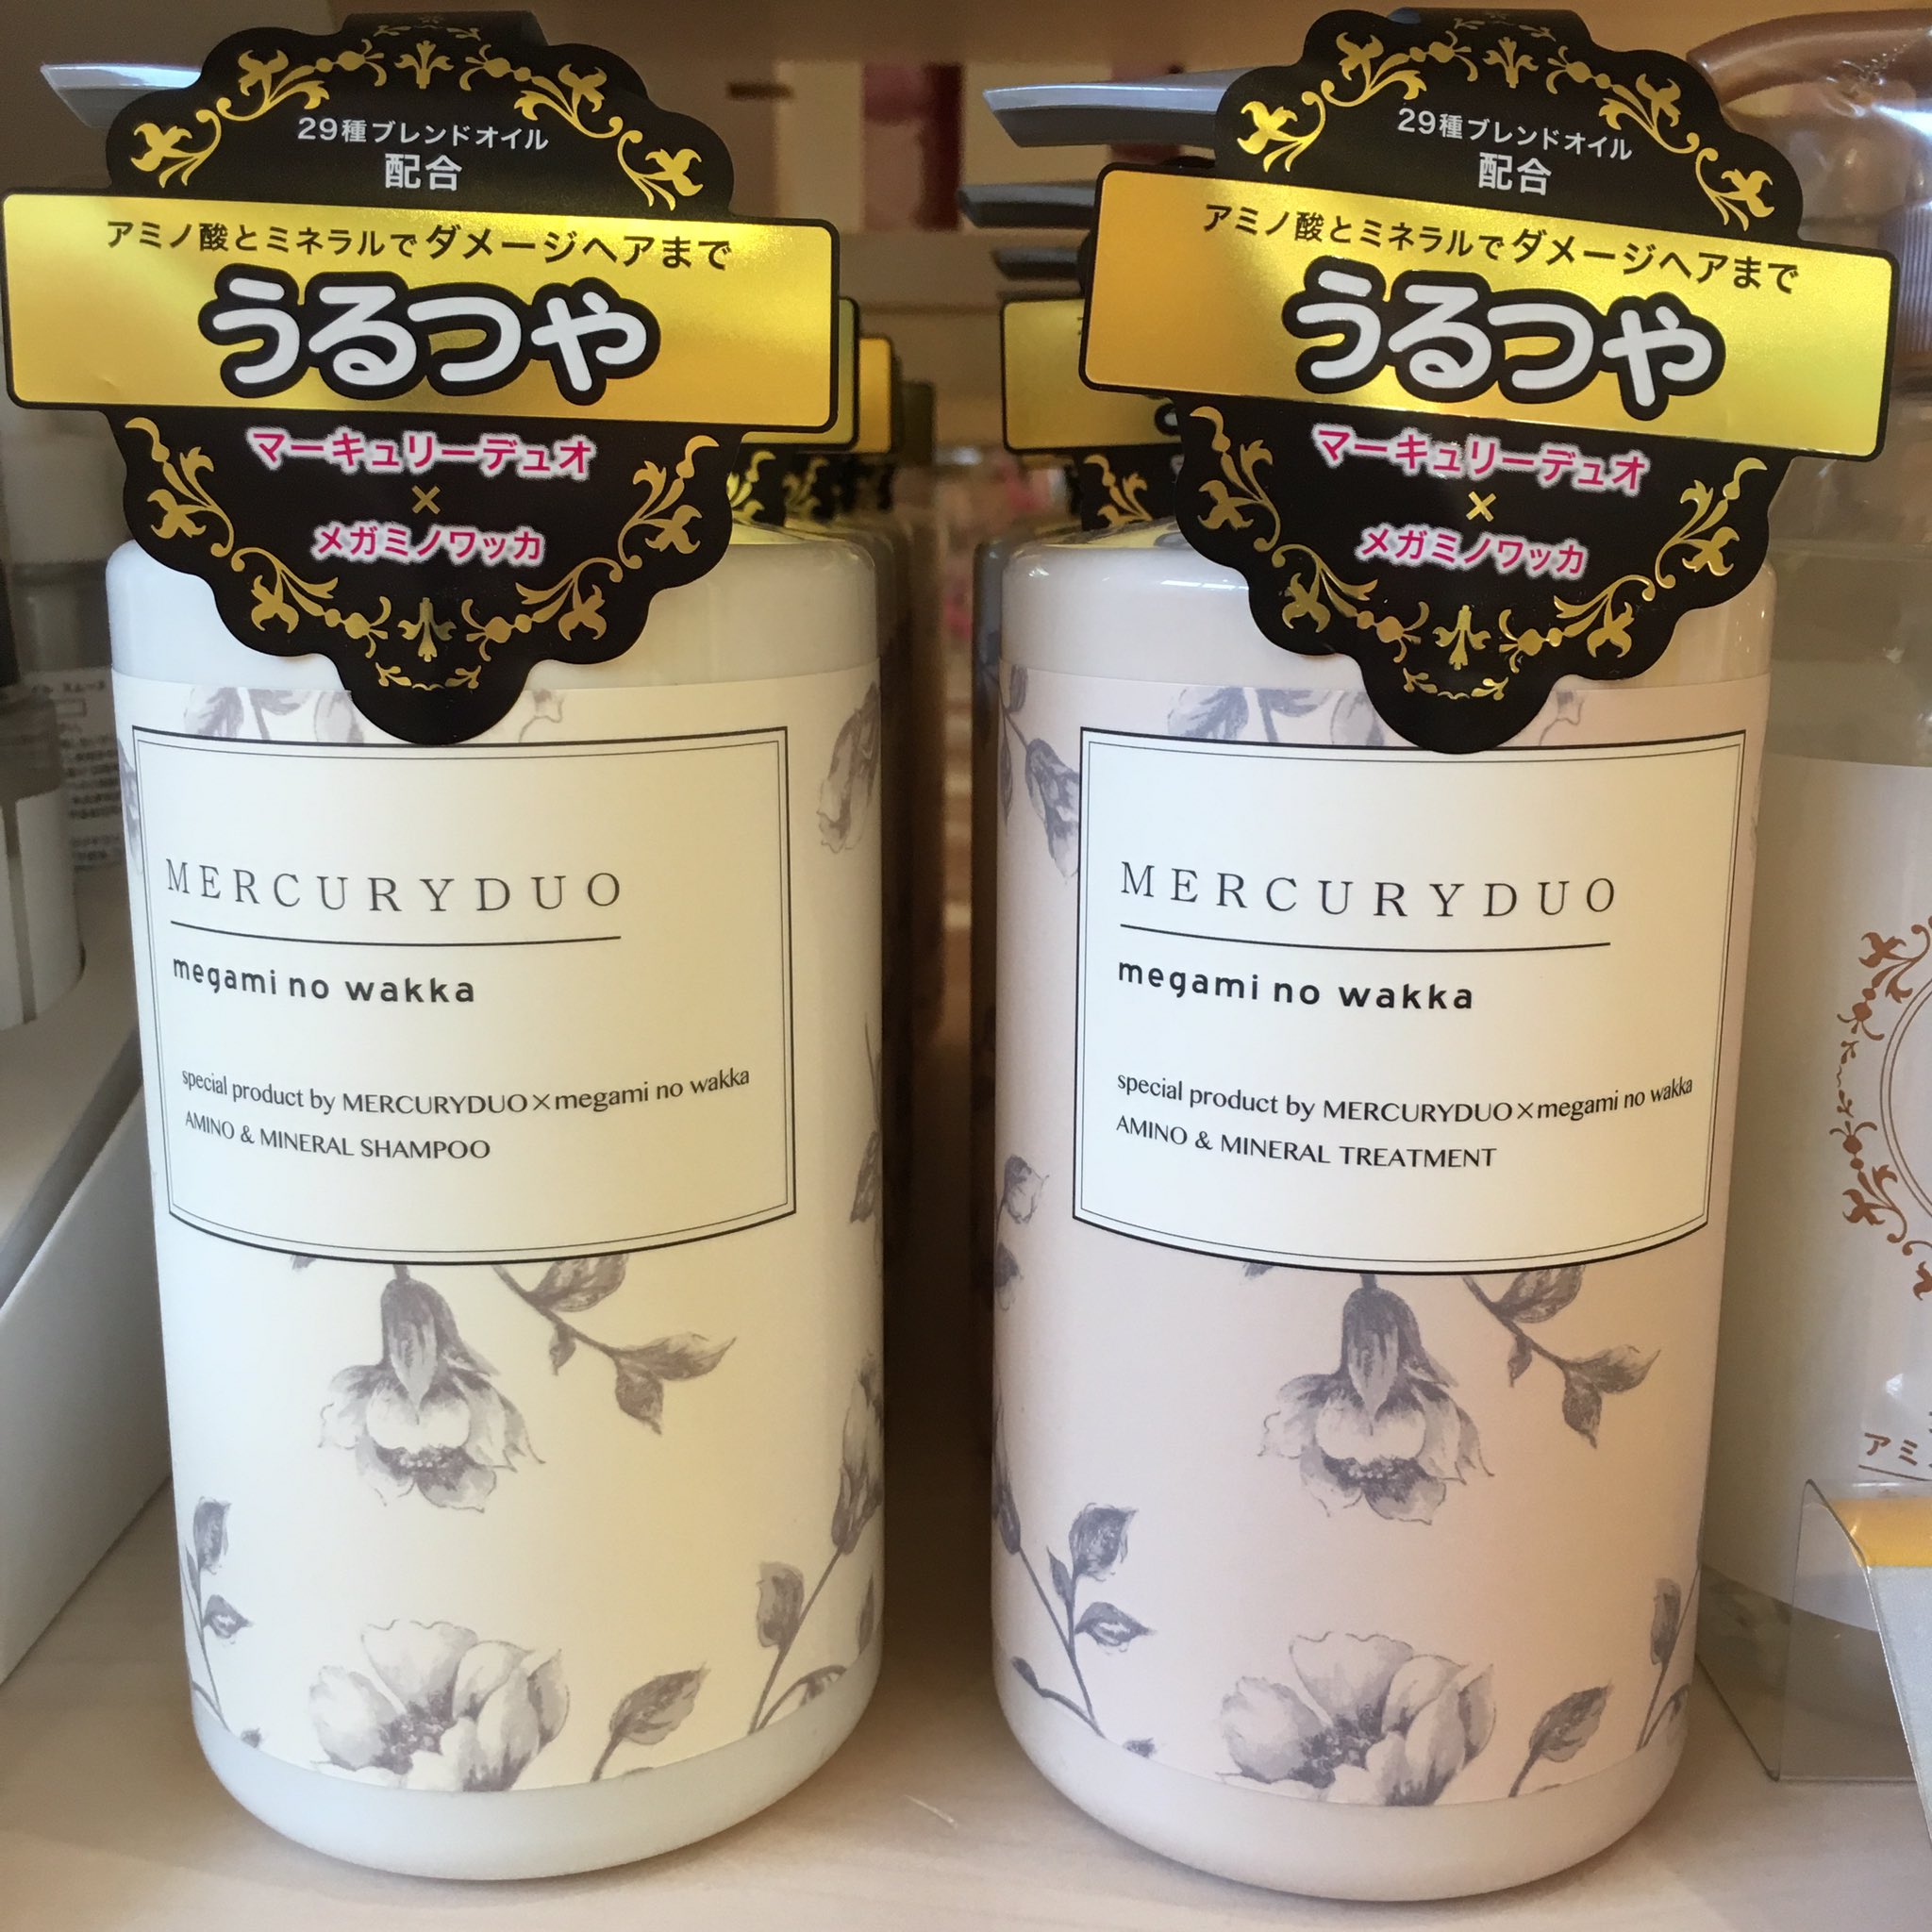 29種ブレンドオイル
配合
アミノ酸とミネラルでダメージヘアまで
うるつや
マーキュリーデュオ
×
メガミノワッカ
MERCURYDUO
megami no wakka
special product by MERCURYDUO×megami no wakka
AMINO & MINERAL SHAMPOO
29種ブレンドオイル
配合
アミノ酸とミネラルでダメージヘアまで
うるつや
マーキュリーデュオ
×
メガミノワッカ
MERCURYDUO
megami no wakka
special product by MERCURYDUO×megami no wakka
AMINO & MINERAL TREATMENT
アミ